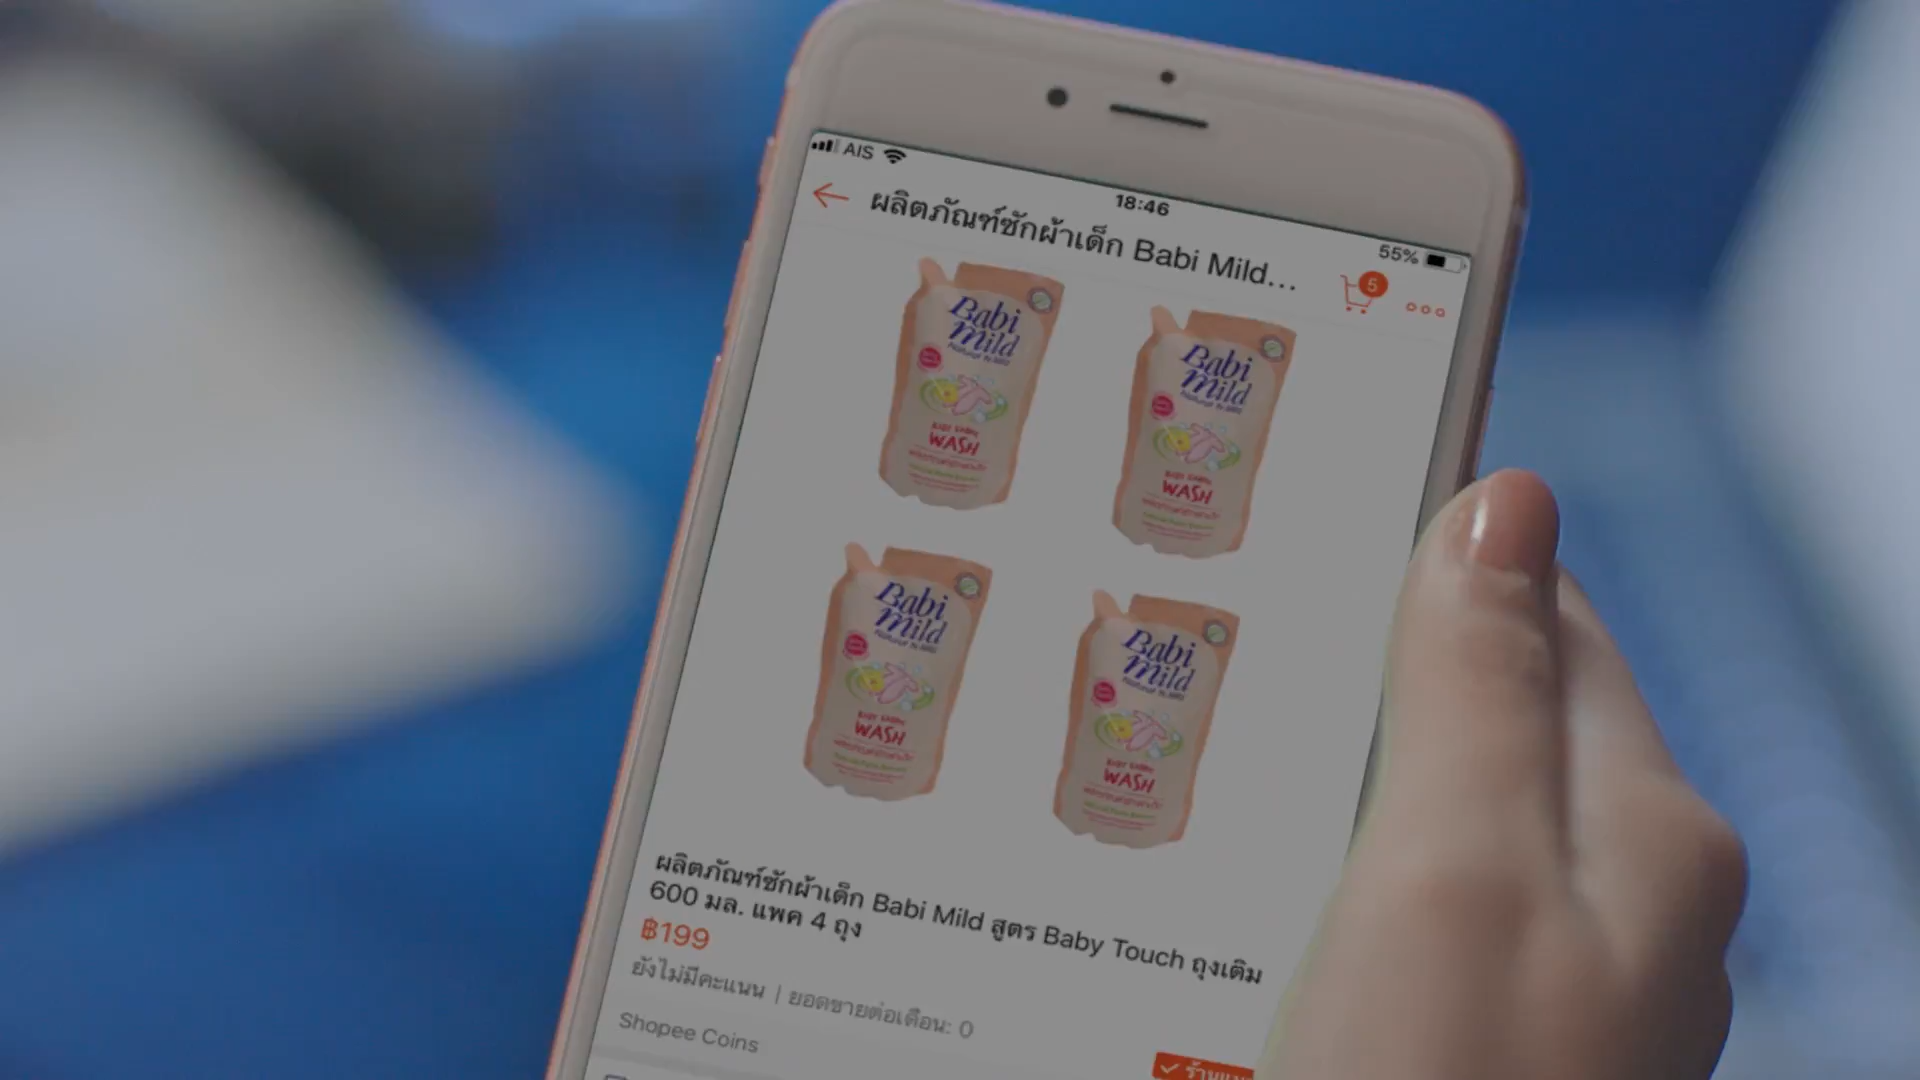 AIS
18:46
55%
ผลิตภัณฑ์ซักผ้าเด็ก Babi Mild...
5
Babi
Mild
WASH
Babi
Mild
WASH
Babi
Mild
WASH
Babi
Mild
WASH
ผลิตภัณฑ์ซักผ้าเด็ก Babi Mild สูตร Baby Touch ถุงเติม
600 มล. แพค 4 ถุง
฿199
ยังไม่มีคะแนน | ยอดขายต่อเดือน: 0
Shopee Coins